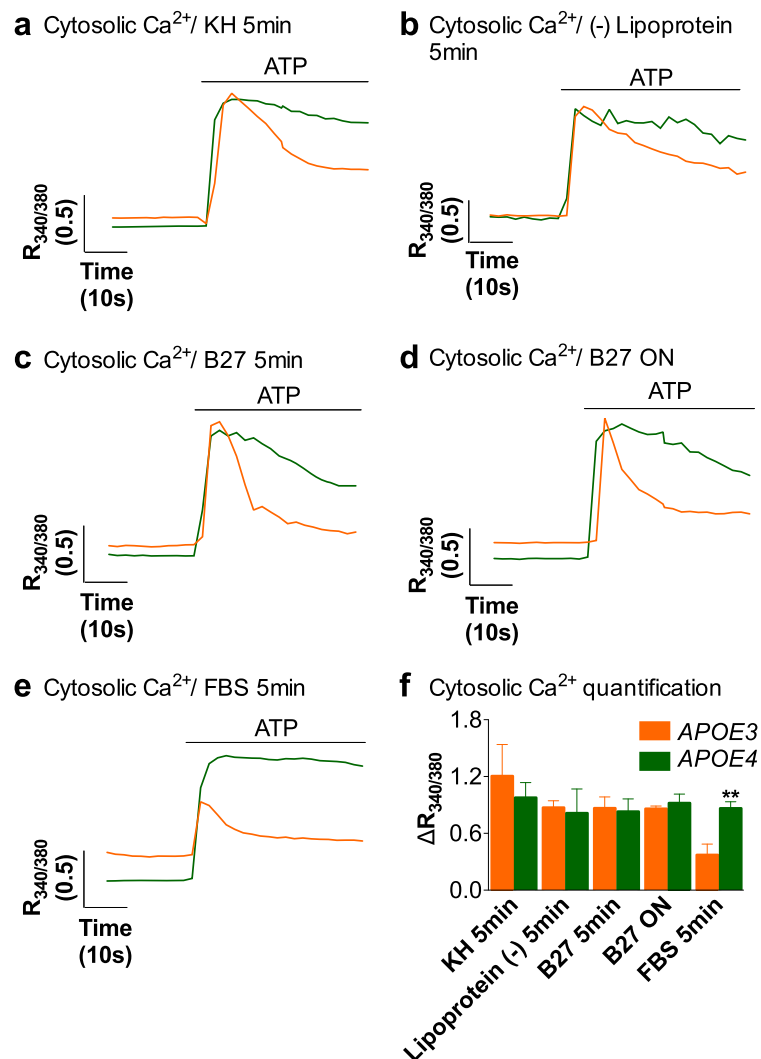 a Cytosolic Ca2+/ KH 5min
ATP
R340/380
(0.5)
Time
(10s)
b Cytosolic Ca2+/ (-) Lipoprotein
5min
ATP
R340/380
(0.5)
Time
(10s)
c Cytosolic Ca2+/ B27 5min
ATP
R340/380
(0.5)
Time
(10s)
d Cytosolic Ca2+/ B27 ON
ATP
R340/380
(0.5)
Time
(10s)
e Cytosolic Ca2+/ FBS 5min
ATP
R340/380
(0.5)
Time
(10s)
f Cytosolic Ca2+ quantification
ΔR340/380
1.8
1.2
0.6
0.0
APOE3
APOE4
**
KH 5min
Lipoprotein (-) 5min
B27 5min
B27 ON
FBS 5min